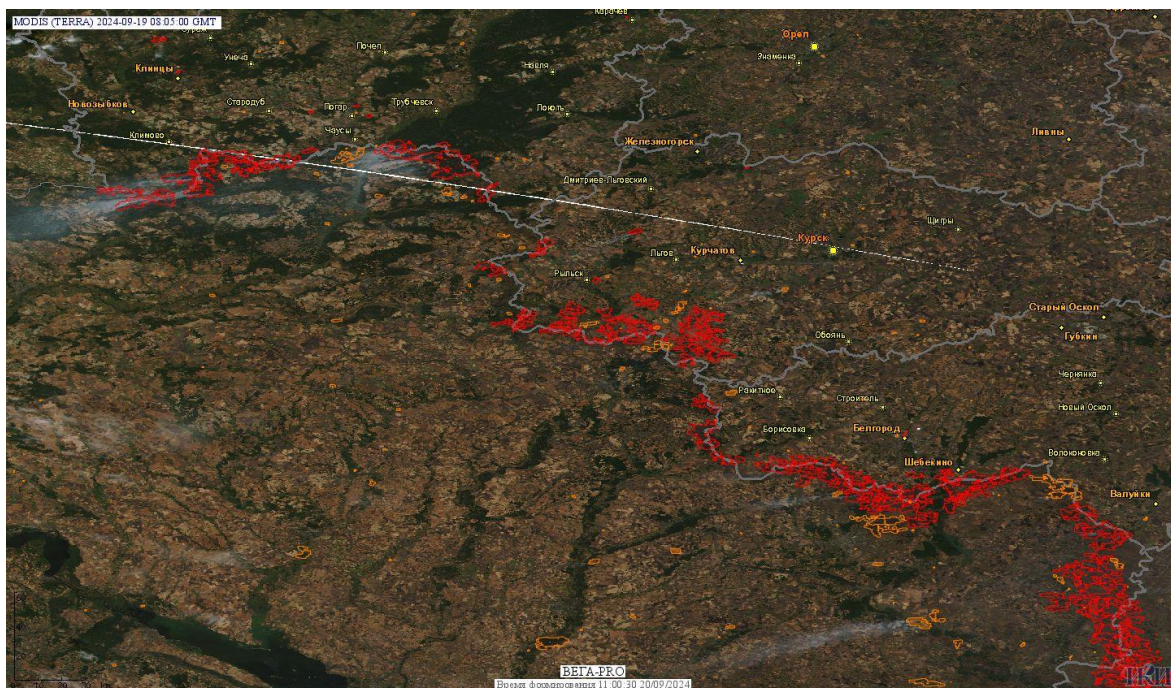 MODIS (TERRA) 2024-09-19 08:05:00 GMT
Карачев
Сураж
Орел
Почеп
Знаменка
Унеча
Клинцы
Навля
Новозыбков
Стародуб
Погар
Трубчевск
Локоть
Чаусы
Ливны
Климово
Железногорск
Дмитриев-Льговский
Щигры
Курск
Льгов
Курчатов
Рыльск
Старый Оскол
Губкин
Обоянь
Чернянка
Ракитное
Строитель
Новый Оскол
Борисовка
Белгород
Волоконовка
Шебекино
Валуйки
ВЕГА-PRO
ИКИ
Время формирования 11:00:30 20/09/2024